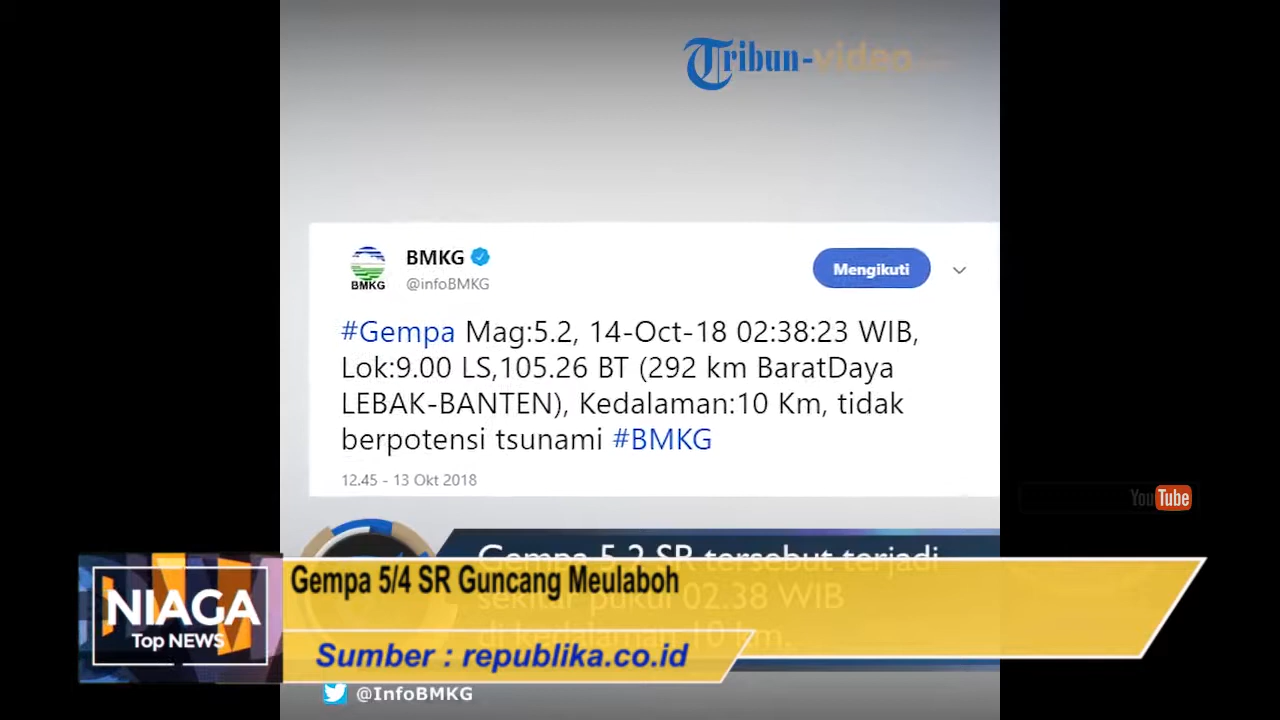 Tribun-video
BMKG
@infoBMKG
Mengikuti
BMKG
#Gempa Mag:5.2, 14-Oct-18 02:38:23 WIB,
Lok:9.00 LS,105.26 BT (292 km BaratDaya
LEBAK-BANTEN), Kedalaman:10 Km, tidak
berpotensi tsunami #BMKG
12.45 - 13 Okt 2018
YouTube
Gempa 5,2 SR tersebut terjadi
sekitar pukul 02.38 WIB
di kedalaman 10 km.
Gempa 5/4 SR Guncang Meulaboh
NIAGA
Top NEWS
Sumber : republika.co.id
@InfoBMKG